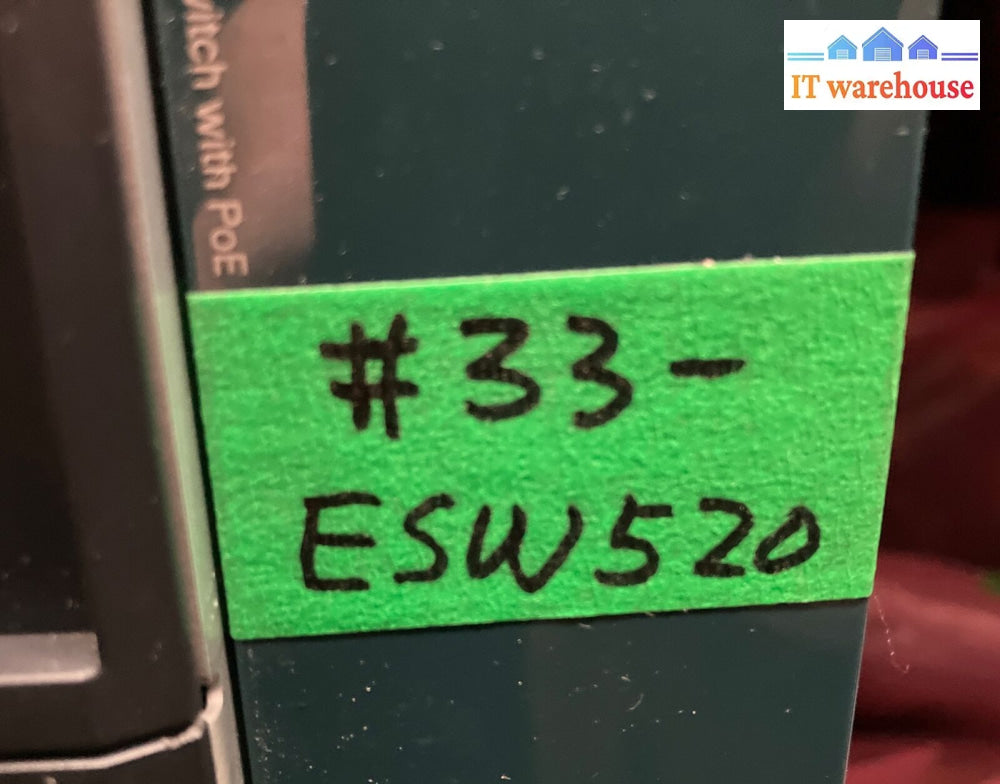 IT warehouse
witch with PoE
#33-
ESW520